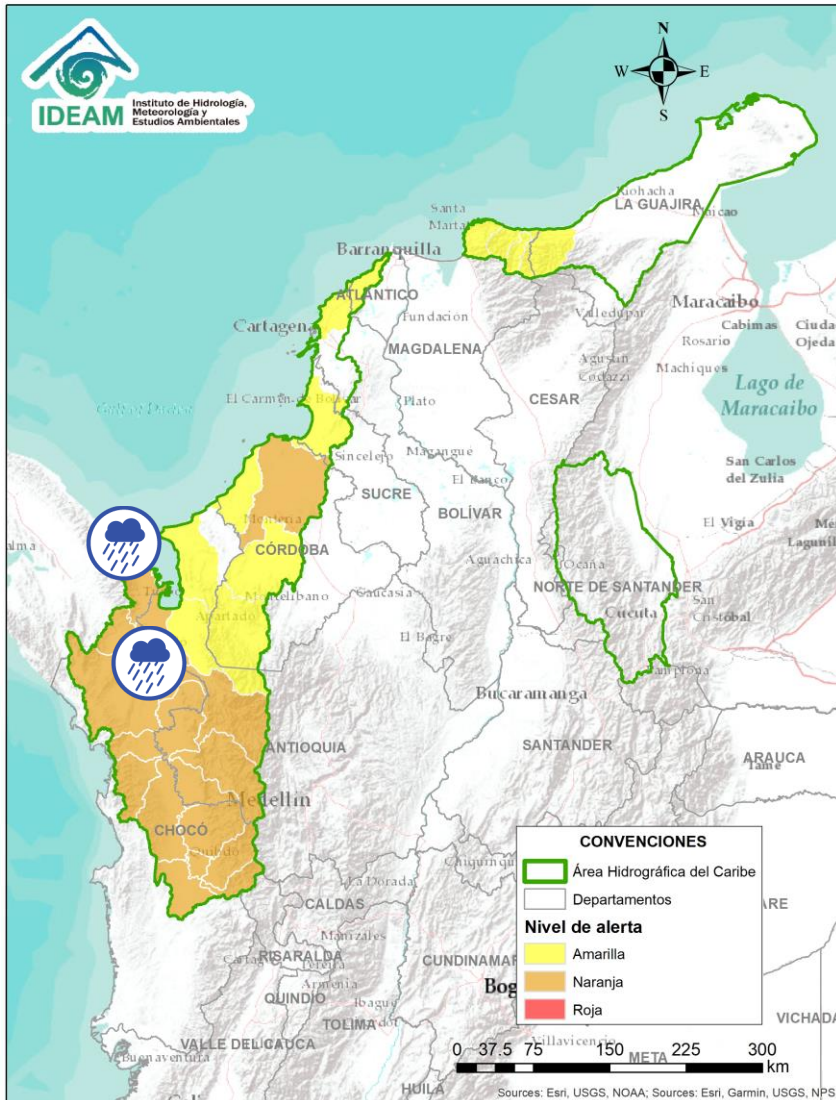 IDEAM
Instituto de Hidrología,
Meteorología y
Estudios Ambientales
N
W
E
S
Riohacha
LA GUAJIRA
Maicao
Santa
Marta
Barranquilla
ATLÁNTICO
Maracaibo
Cartagena
Fundación
Valledupar
Cabimas
Ciudad
Rosario
Ojeda
MAGDALENA
Machiques
Agustín
Codazzi
Lago de
Maracaibo
El Carmen de Bolívar
Plato
CESAR
Sincelejo
Magangué
San Carlos
del Zulia
SUCRE
El Banco
BOLÍVAR
Montería
El Vigía
CÓRDOBA
Aguachica
Ocaña
Montelíbano
Caucasia
NORTE DE SANTANDER
San
Cristóbal
Apartadó
Cúcuta
El Bagre
Pamplona
Bucaramanga
ANTIOQUIA
SANTANDER
ARAUCA
Tame
Medellín
CHOCÓ
Quibdó
La Dorada
CALDAS
Manizales
RISARALDA
Pereira
Armenia
QUINDÍO
Ibagué
TOLIMA
Bog
VALLE DEL CAUCA
Buenaventura
Villavicencio
META
VICHADA
HUILA
CONVENCIONES
Área Hidrográfica del Caribe
Departamentos
Nivel de alerta
Amarilla
Naranja
Roja
0 37.5 75 150 225 300
km
Sources: Esri, USGS, NOAA; Sources: Esri, Garmin, USGS, NPS